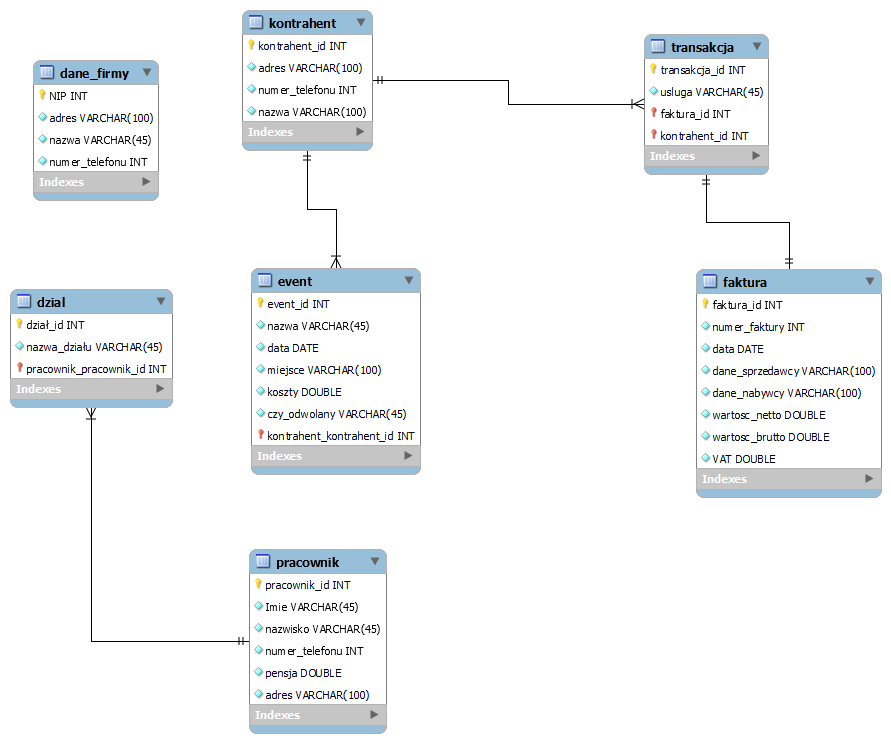 kontrahent
kontrahent_id INT
adres VARCHAR(100)
numer_telefonu INT
nazwa VARCHAR(100)
Indexes
transakcja
transakcja_id INT
usluga VARCHAR(45)
faktura_id INT
kontrahent_id INT
Indexes
dane_firmy
NIP INT
adres VARCHAR(100)
nazwa VARCHAR(45)
numer_telefonu INT
Indexes
event
event_id INT
nazwa VARCHAR(45)
data DATE
miejsce VARCHAR(100)
koszty DOUBLE
czy_odwolany VARCHAR(45)
kontrahent_kontrahent_id INT
Indexes
faktura
faktura_id INT
numer_faktury INT
data DATE
dane_sprzedawcy VARCHAR(100)
dane_nabywcy VARCHAR(100)
wartosc_netto DOUBLE
wartosc_brutto DOUBLE
VAT DOUBLE
Indexes
dzial
dział_id INT
nazwa_działu VARCHAR(45)
pracownik_pracownik_id INT
Indexes
pracownik
pracownik_id INT
Imie VARCHAR(45)
nazwisko VARCHAR(45)
numer_telefonu INT
pensja DOUBLE
adres VARCHAR(100)
Indexes